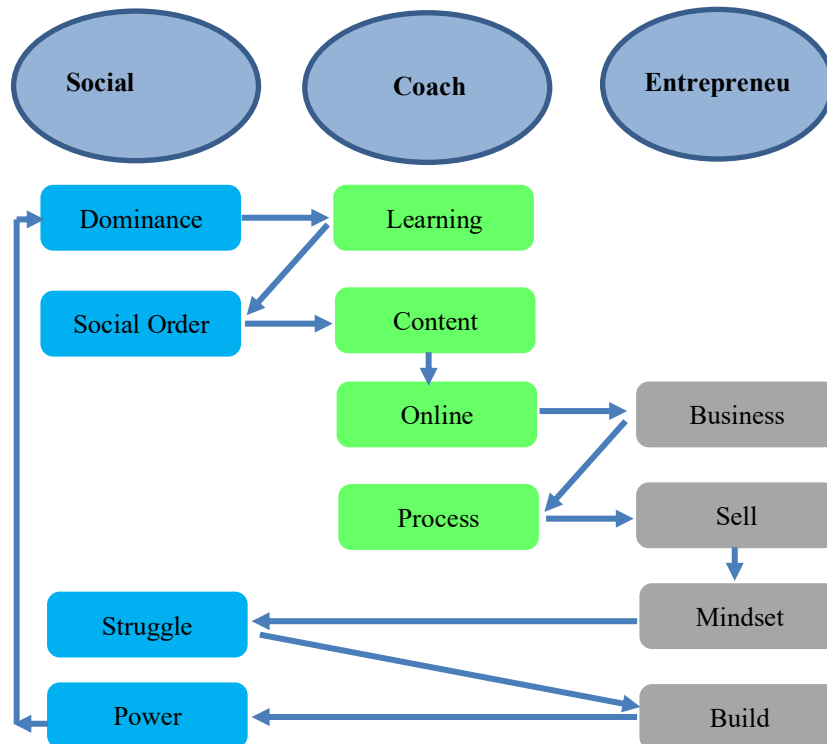 Social
Coach
Entrepreneu
Dominance
Learning
Social Order
Content
Online
Business
Process
Sell
Struggle
Mindset
Power
Build